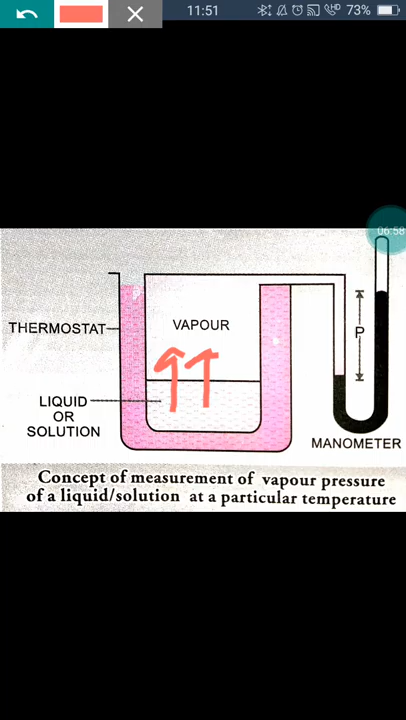 11:51
HD
73%
06:58
P
THERMOSTAT
VAPOUR
P
LIQUID
OR
SOLUTION
MANOMETER
Concept of measurement of vapour pressure
of a liquid/solution at a particular temperature